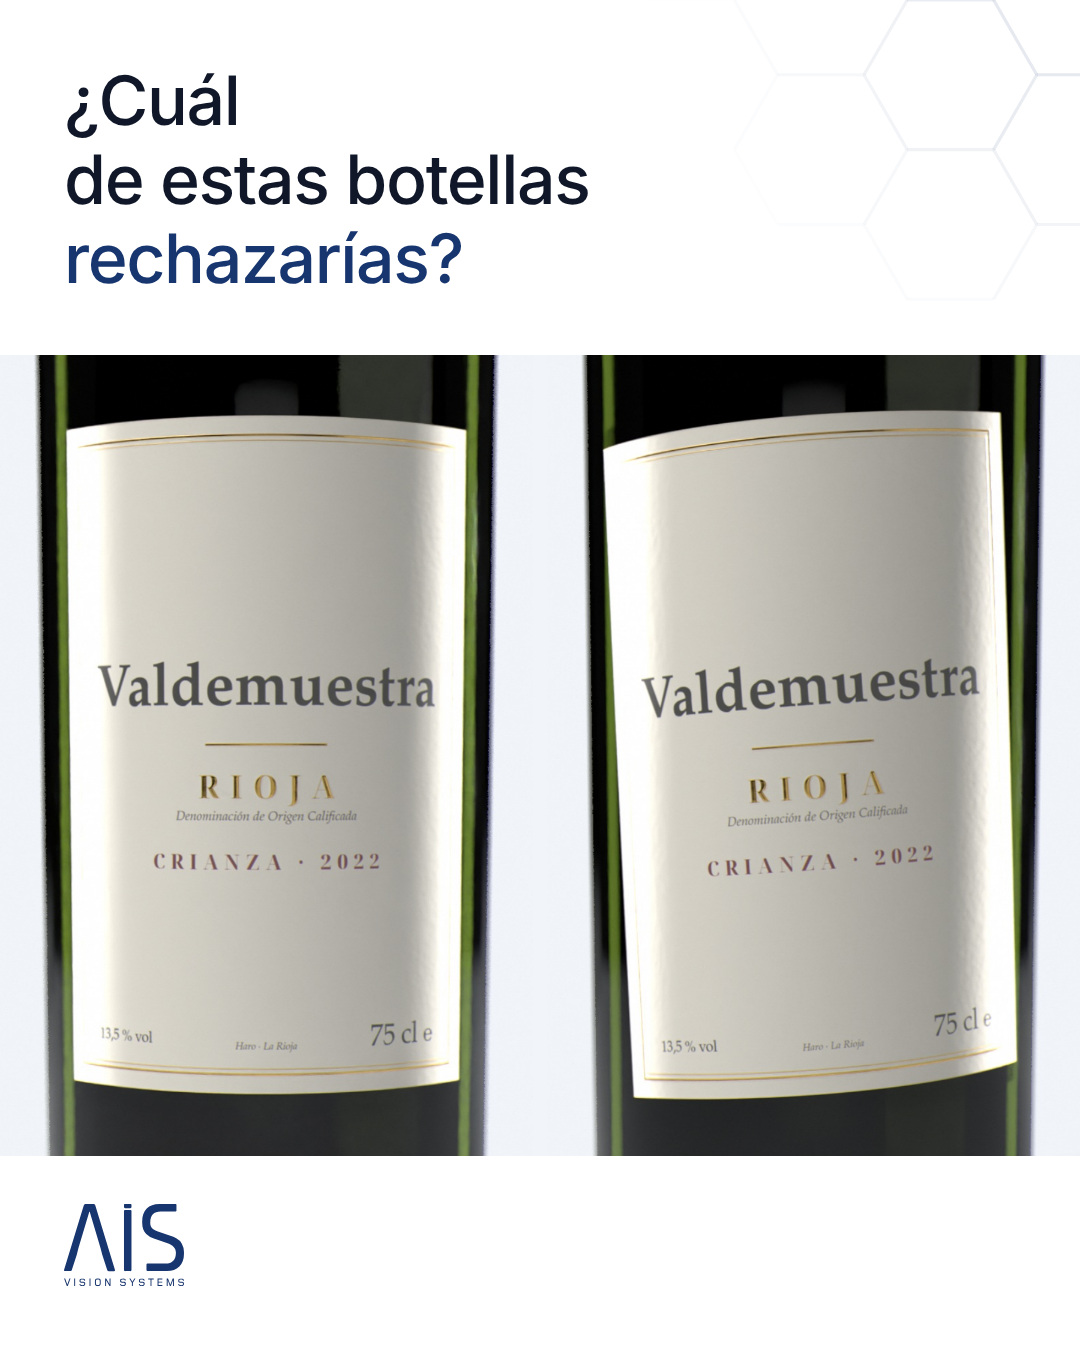 ¿Cuál
de estas botellas
rechazarías?
Valdemuestra
RIOJA
Denominación de Origen Calificada
CRIANZA · 2022
13,5 % vol
Haro - La Rioja
75 cl e
Valdemuestra
RIOJA
Denominación de Origen Calificada
CRIANZA · 2022
13,5 % vol
Haro - La Rioja
75 cl e
AiS
VISION SYSTEMS